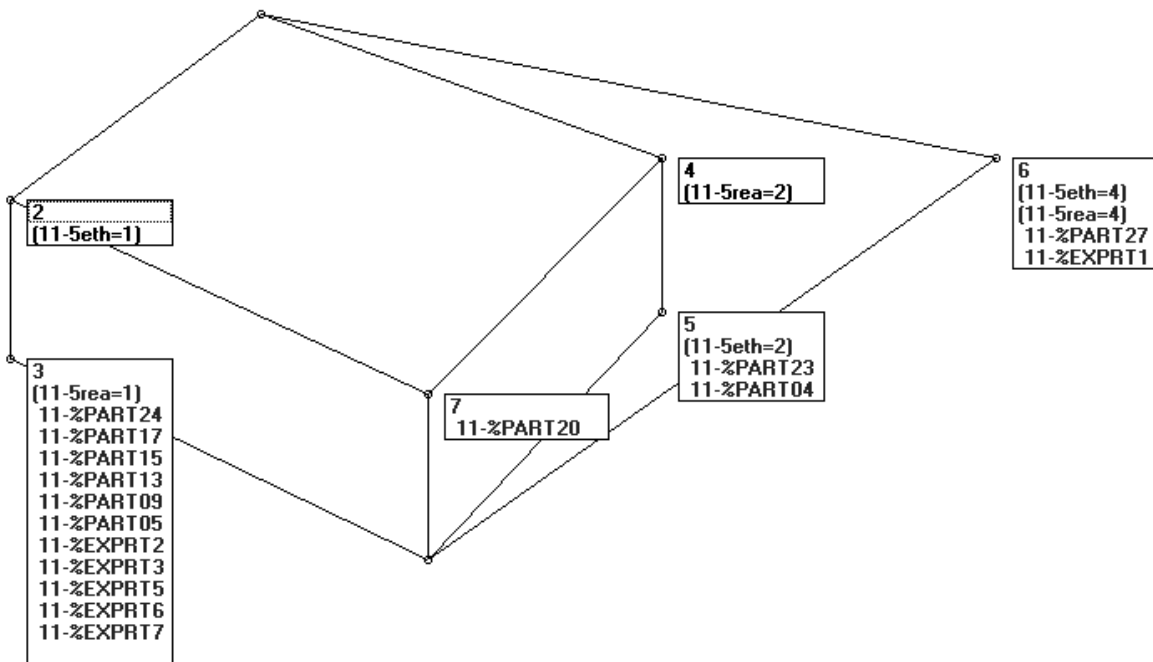 2
(11-5eth=1)
3
(11-5rea=1)
11-%PART24
11-%PART17
11-%PART15
11-%PART13
11-%PART09
11-%PART05
11-%EXPRT2
11-%EXPRT3
11-%EXPRT5
11-%EXPRT6
11-%EXPRT7
7
11-%PART20
4
(11-5rea=2)
5
(11-5eth=2)
11-%PART23
11-%PART04
6
(11-5eth=4)
(11-5rea=4)
11-%PART27
11-%EXPRT1